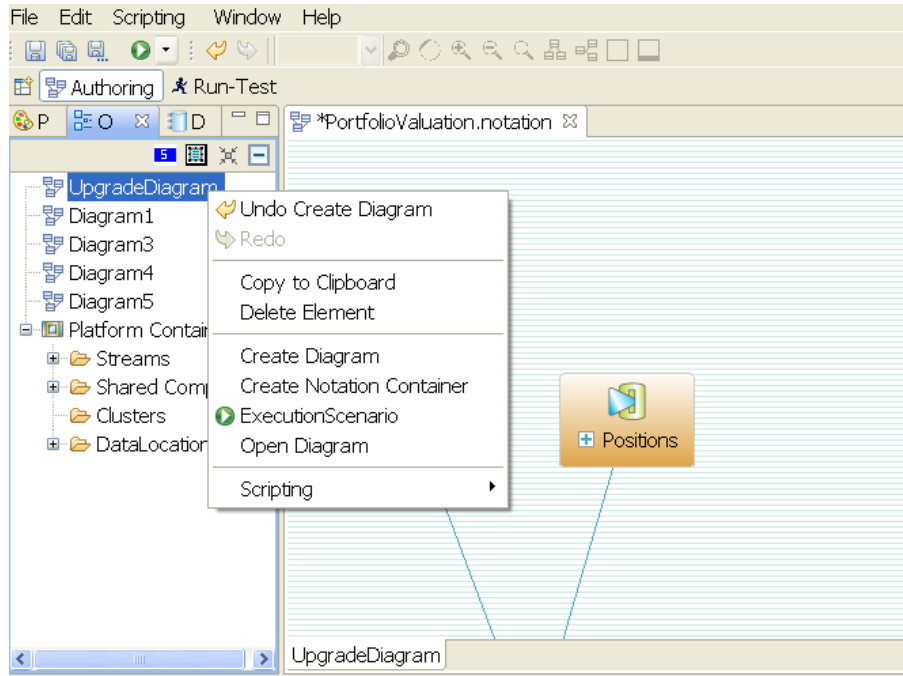 File Edit Scripting Window Help
Authoring Run-Test
P O D *PortfolioValuation.notation
S
UpgradeDiagram
Diagram1
Diagram3
Diagram4
Diagram5
Platform Contai
Streams
Shared Com
Clusters
DataLocation
Undo Create Diagram
Redo
Copy to Clipboard
Delete Element
Create Diagram
Create Notation Container
ExecutionScenario
Open Diagram
Scripting
Positions
UpgradeDiagram